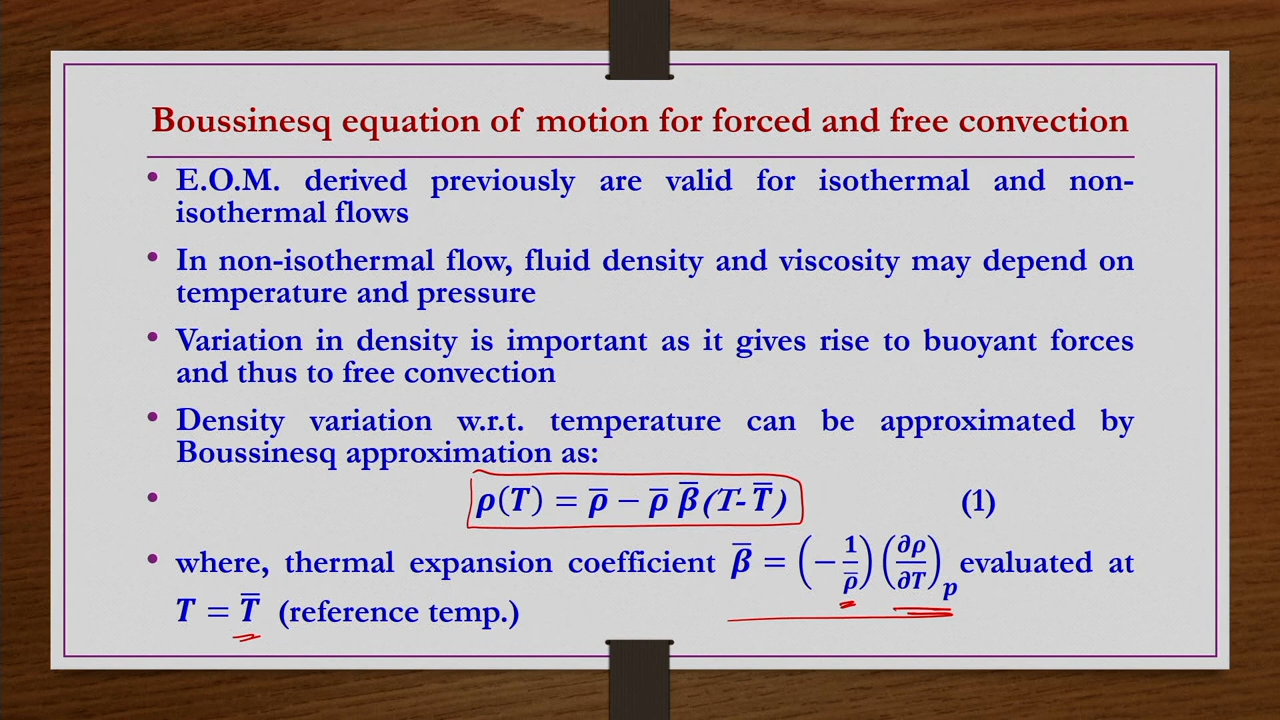 Boussinesq equation of motion for forced and free convection
• E.O.M. derived previously are valid for isothermal and non-
isothermal flows
• In non-isothermal flow, fluid density and viscosity may depend on
temperature and pressure
• Variation in density is important as it gives rise to buoyant forces
and thus to free convection
• Density variation w.r.t. temperature can be approximated by
Boussinesq approximation as:
• ρ(T) = ρ̅ − ρ̅ β̅(T- T̅) (1)
• where, thermal expansion coefficient β̅ = (−1/ρ̅)(∂ρ/∂T)ₚ evaluated at
T = T̅ (reference temp.)